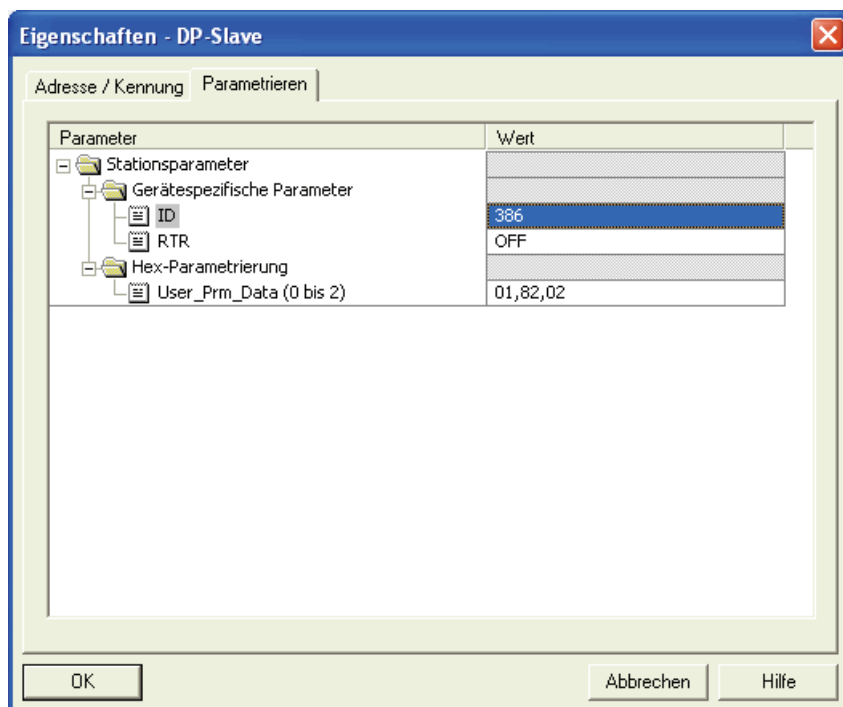 Eigenschaften - DP-Slave
Adresse / Kennung Parametrieren
Parameter Wert
Stationsparameter
Gerätespezifische Parameter
ID 386
RTR OFF
Hex-Parametrierung
User_Prm_Data (0 bis 2) 01,82,02
OK Abbrechen Hilfe